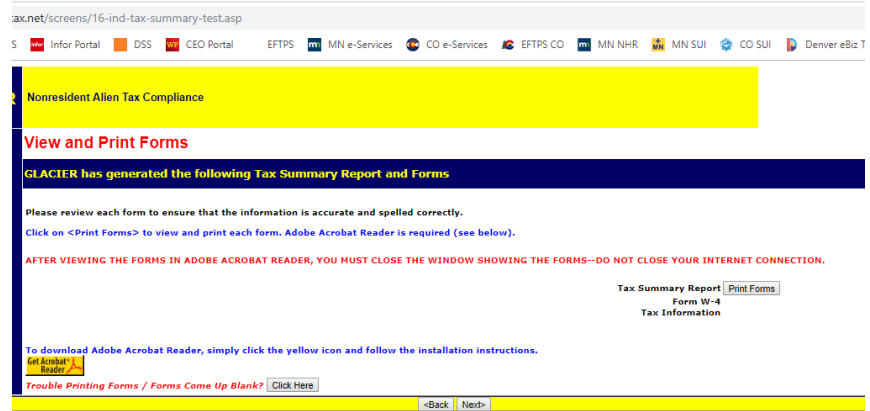 ax.net/screens/16-ind-tax-summary-test.asp
S infor Infor Portal DSS WF CEO Portal EFTPS m MN e-Services CO e-Services EFTPS CO m MN NHR MN MN SUI CO SUI Denver eBiz T
R Nonresident Alien Tax Compliance
View and Print Forms
GLACIER has generated the following Tax Summary Report and Forms
Please review each form to ensure that the information is accurate and spelled correctly.
Click on <Print Forms> to view and print each form. Adobe Acrobat Reader is required (see below).
AFTER VIEWING THE FORMS IN ADOBE ACROBAT READER, YOU MUST CLOSE THE WINDOW SHOWING THE FORMS--DO NOT CLOSE YOUR INTERNET CONNECTION.
Tax Summary Report Print Forms
Form W-4
Tax Information
To download Adobe Acrobat Reader, simply click the yellow icon and follow the installation instructions.
Get Acrobat®
Reader
Trouble Printing Forms / Forms Come Up Blank? Click Here
<Back Next>